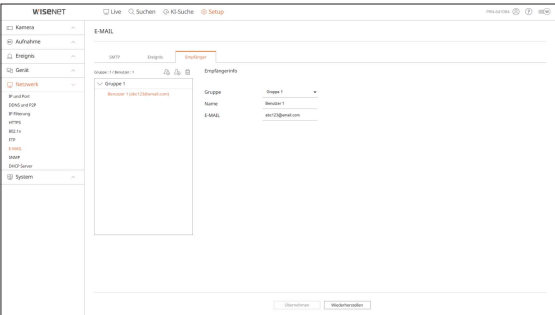 WISENET
Live Suchen KI-Suche Setup
Kamera
Aufnahme
Ereignis
Gerät
Netzwerk
IP und Port
DDNS und P2P
IP-Filterung
HTTPS
802.1x
FTP
E-MAIL
SNMP
DHCP Server
System
E-MAIL
SMTP Ereignis Empfänger
Gruppe : 1 / Benutzer : 1
Gruppe 1
Benutzer 1 (abc123@email.com)
Empfängerinfo
Gruppe Gruppe 1
Name Benutzer 1
E-MAIL abc123@email.com
Übernehmen Wiederherstellen